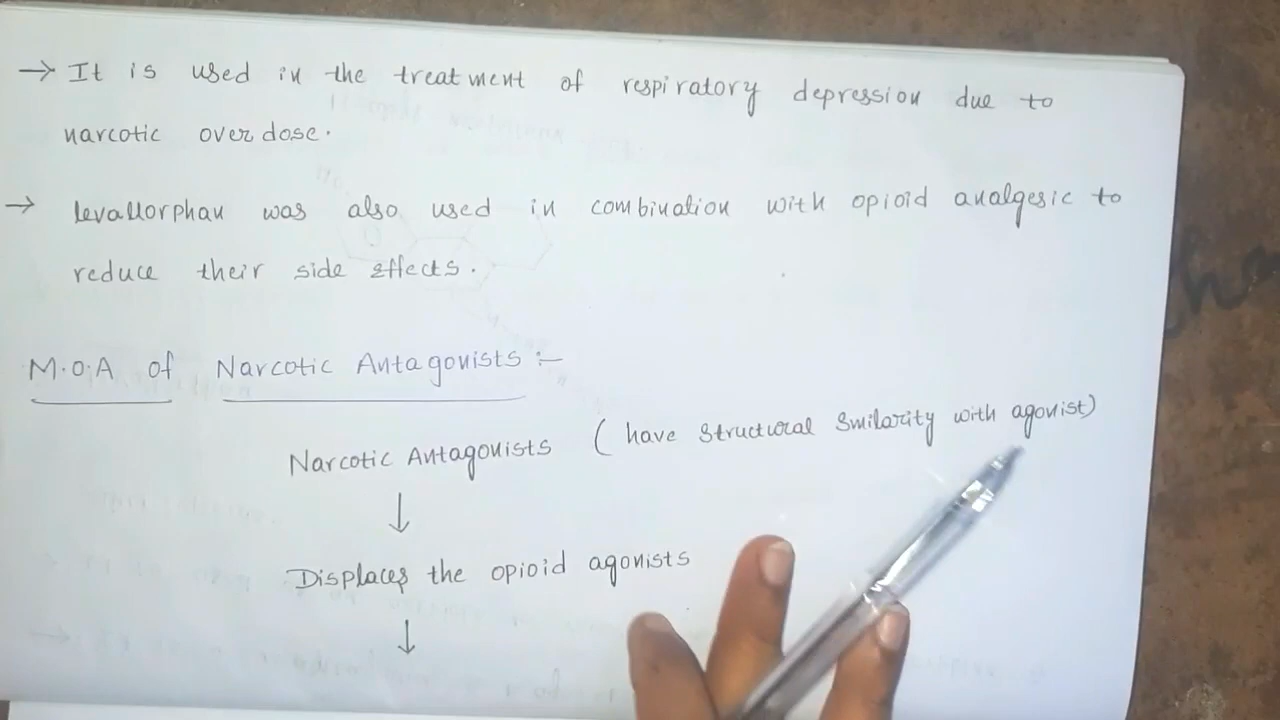 → It is used in the treatment of respiratory depression due to
narcotic overdose.
→ levallorphan was also used in combination with opioid analgesic to
reduce their side effects.
M.O.A of Narcotic Antagonists :-
Narcotic Antagonists (have structural smilarity with agonist)
↓
Displaces the opioid agonists
↓